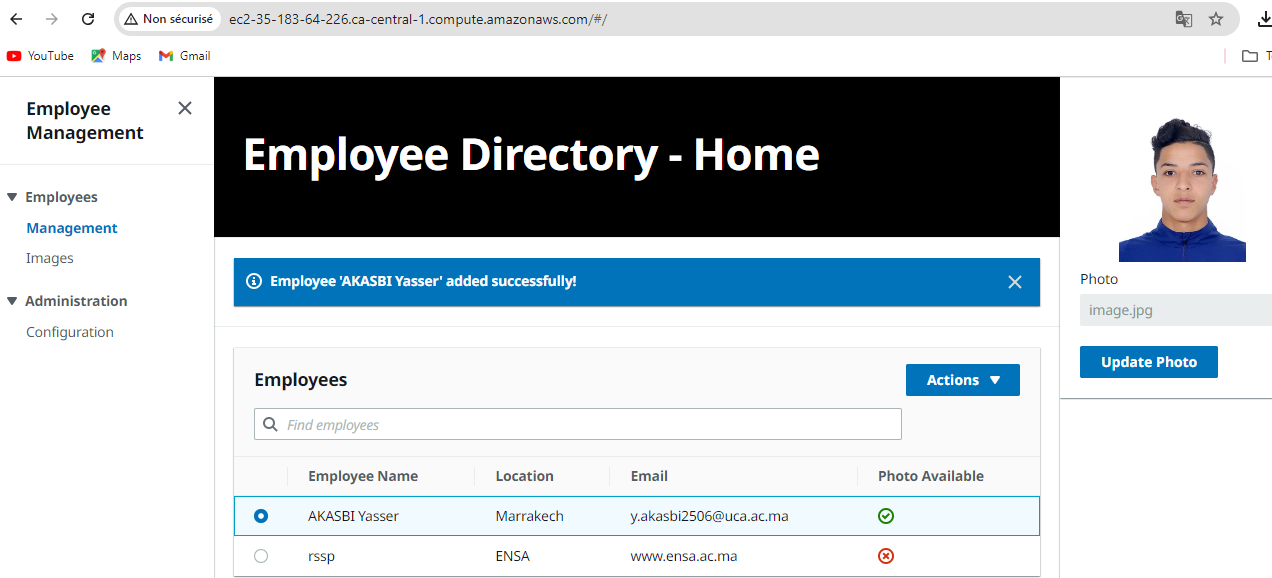 Non sécurisé
ec2-35-183-64-226.ca-central-1.compute.amazonaws.com/#/
YouTube
Maps
Gmail
Employee
Management
Employees
Management
Images
Administration
Configuration
Employee Directory - Home
Employee 'AKASBI Yasser' added successfully!
Employees
Actions
Find employees
Employee Name Location Email Photo Available
AKASBI Yasser Marrakech y.akasbi2506@uca.ac.ma
rssp ENSA www.ensa.ac.ma
Photo
image.jpg
Update Photo